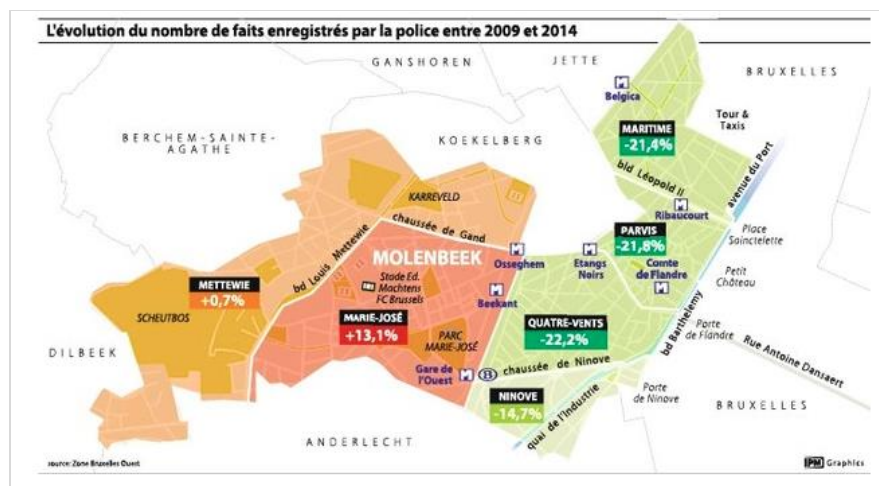 L'évolution du nombre de faits enregistrés par la police entre 2009 et 2014
GANSHOREN
JETTE
BRUXELLES
Belgica
Tour &
Taxis
BERCHEM-SAINTE-
AGATHE
KOEKELBERG
MARITIME
-21,4%
avenue du Port
bld Léopold II
KARREVELD
Ribaucourt
chaussée de Gand
PARVIS
-21,8%
Place
Sainctelette
bd Louis Mettewie
MOLENBEEK
Osseghem
Etangs
Noirs
Comte
de Flandre
Petit
Château
METTEWIE
+0,7%
Stade Ed.
Machtens
FC Brussels
Beekant
SCHEUTBOS
MARIE-JOSÉ
+13,1%
PARC
MARIE-JOSÉ
QUATRE-VENTS
-22,2%
bd Barthelemy
Porte de
Flandre
Rue Antoine Dansaert
DILBEEK
Gare de
l'Ouest
B
chaussée de Ninove
NINOVE
-14,7%
quai de l'Industrie
Porte
de Ninove
BRUXELLES
ANDERLECHT
source: Zone Bruxelles Ouest
IPM Graphics